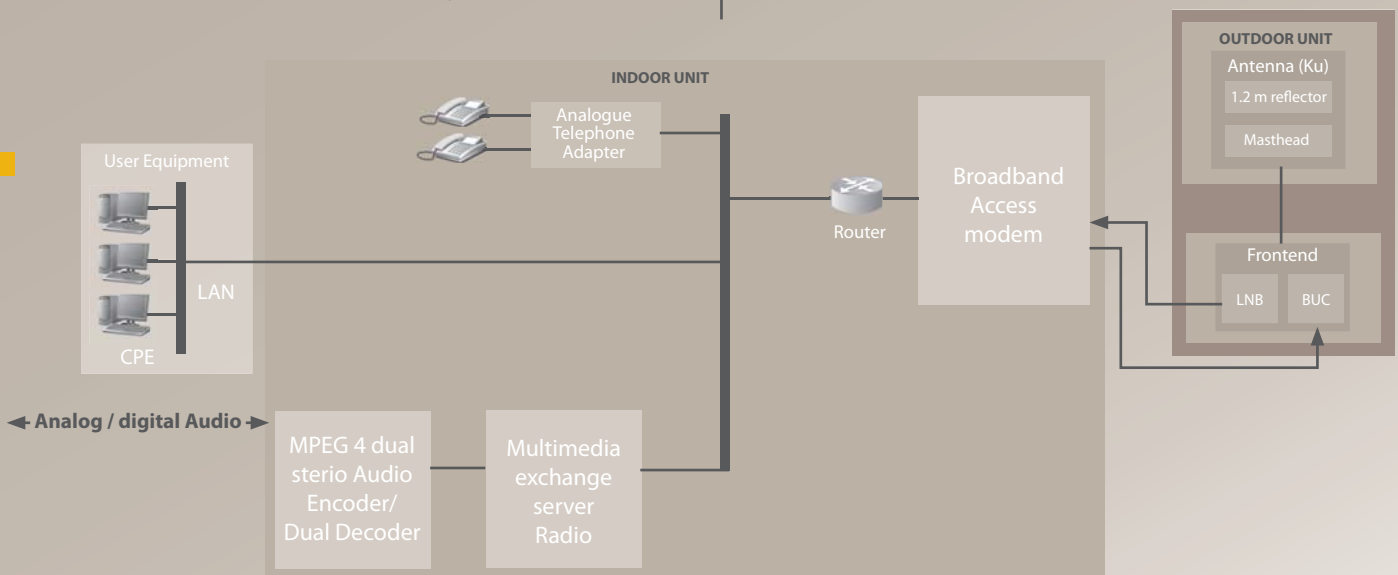 OUTDOOR UNIT
Antenna (Ku)
1.2 m reflector
Masthead
INDOOR UNIT
Analogue
Telephone
Adapter
User Equipment
LAN
CPE
Router
Broadband
Access
modem
Frontend
LNB
BUC
Analog / digital Audio
MPEG 4 dual
sterio Audio
Encoder/
Dual Decoder
Multimedia
exchange
server
Radio